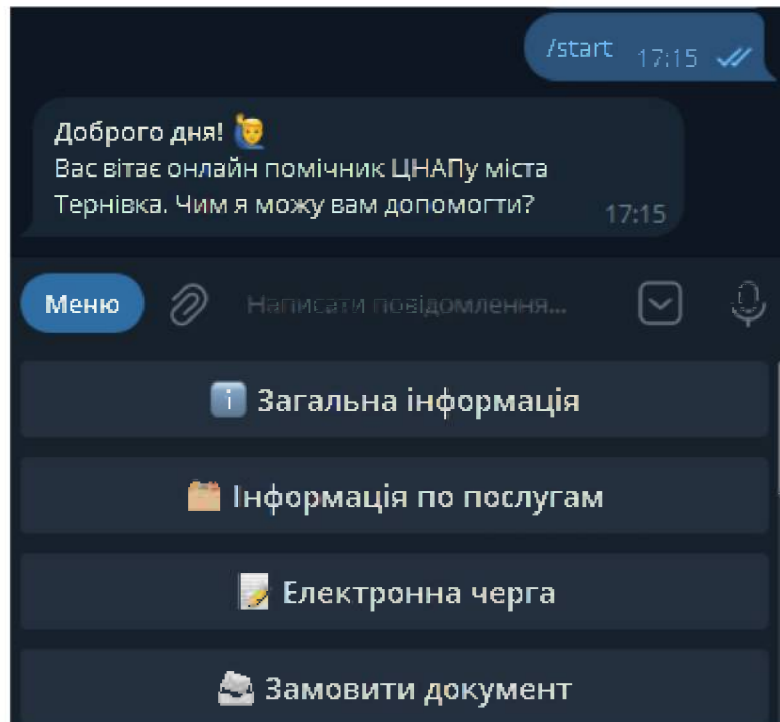 /start 17:15
Доброго дня! 🙋‍♂️
Вас вітає онлайн помічник ЦНАПу міста
Тернівка. Чим я можу вам допомогти? 17:15
Меню Написати повідомлення...
ℹ️ Загальна інформація
🗂️ Інформація по послугам
📝 Електронна черга
📨 Замовити документ